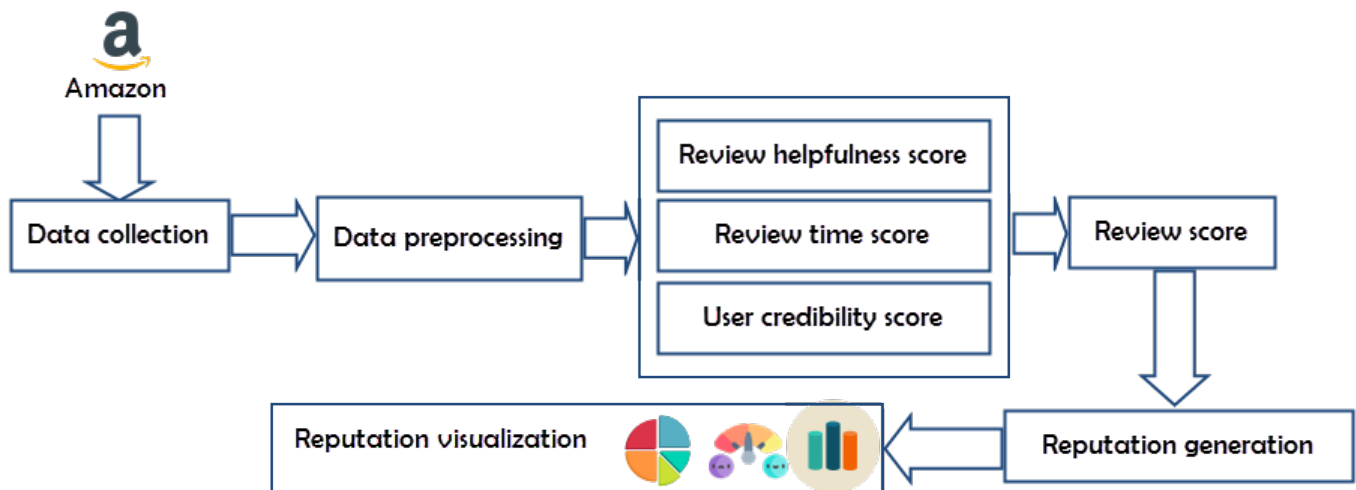 a
Amazon
Data collection
Data preprocessing
Review helpfulness score
Review time score
User credibility score
Review score
Reputation generation
Reputation visualization